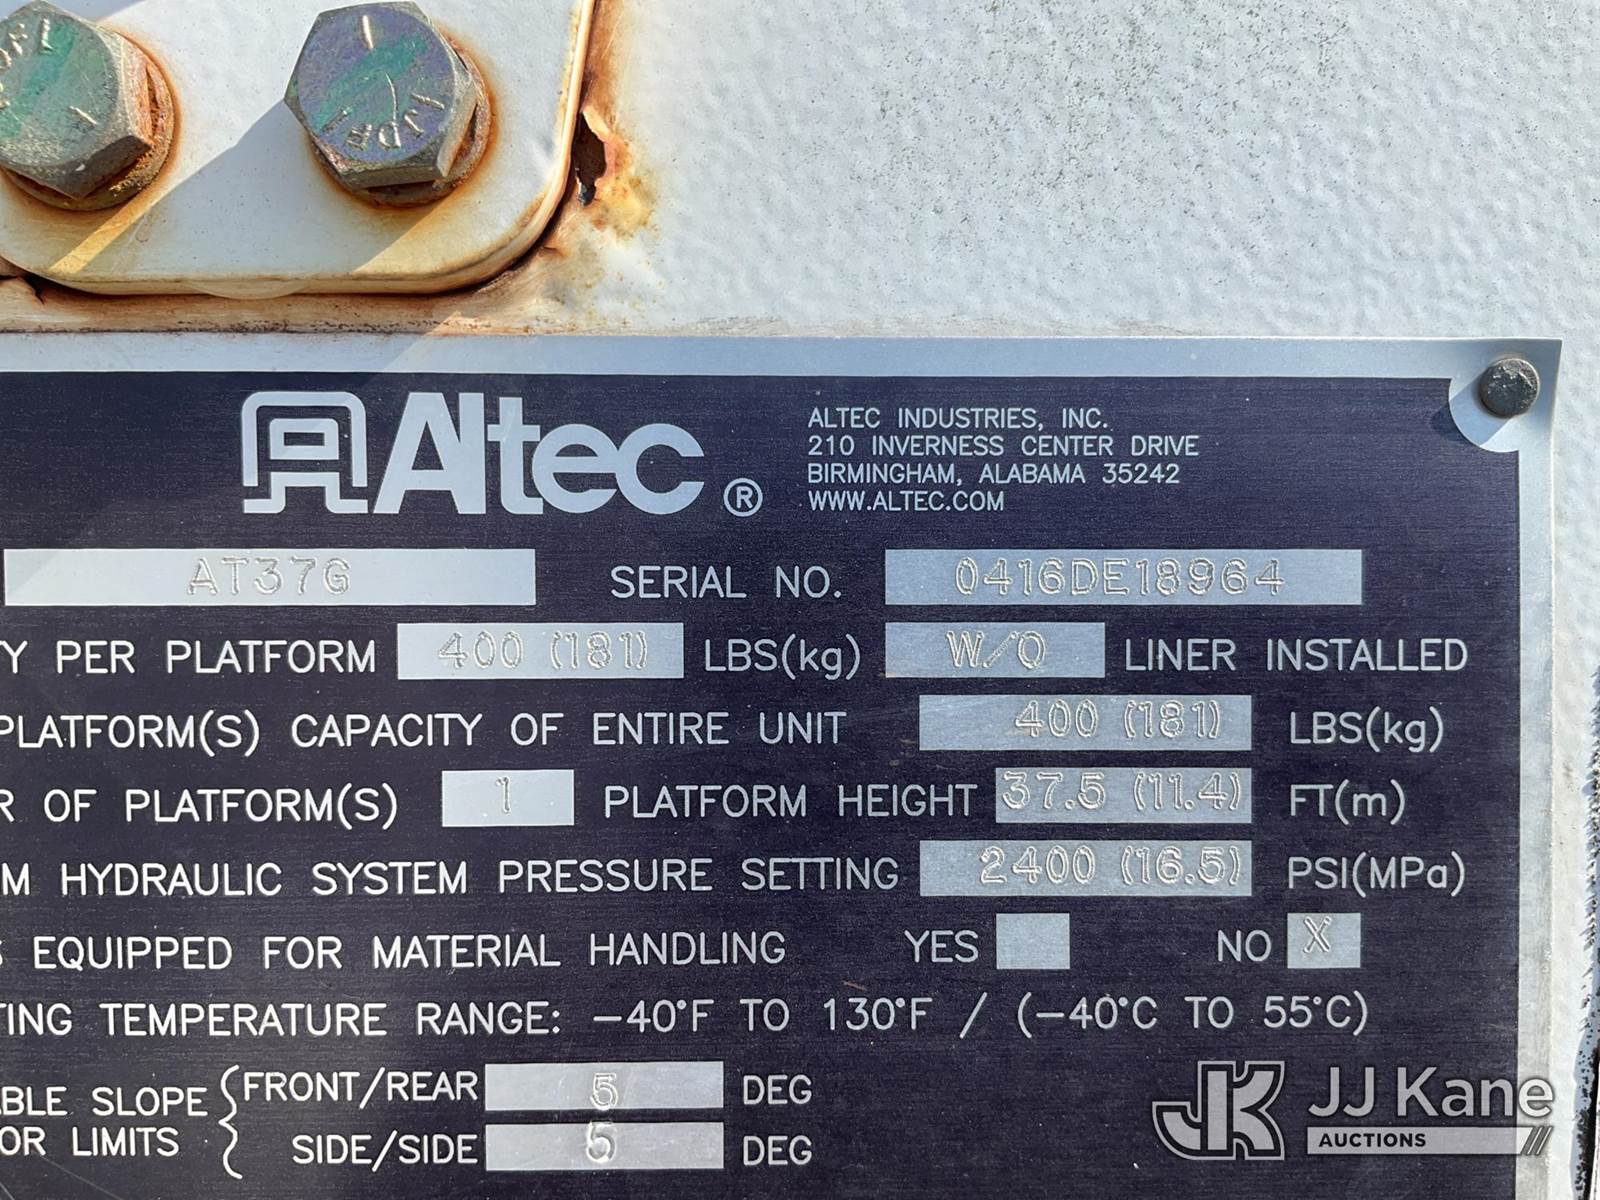 JDRI
Altec®
ALTEC INDUSTRIES, INC.
210 INVERNESS CENTER DRIVE
BIRMINGHAM, ALABAMA 35242
WWW.ALTEC.COM
AT37G SERIAL NO. 0416DE18964
Y PER PLATFORM 400 (181) LBS(kg) W/O LINER INSTALLED
PLATFORM(S) CAPACITY OF ENTIRE UNIT 400 (181) LBS(kg)
R OF PLATFORM(S) 1 PLATFORM HEIGHT 37.5 (11.4) FT(m)
M HYDRAULIC SYSTEM PRESSURE SETTING 2400 (16.5) PSI(MPa)
S EQUIPPED FOR MATERIAL HANDLING YES NO X
TING TEMPERATURE RANGE: -40°F TO 130°F / (-40°C TO 55°C)
ABLE SLOPE FRONT/REAR 5 DEG
OR LIMITS SIDE/SIDE 5 DEG
JK JJ Kane
AUCTIONS